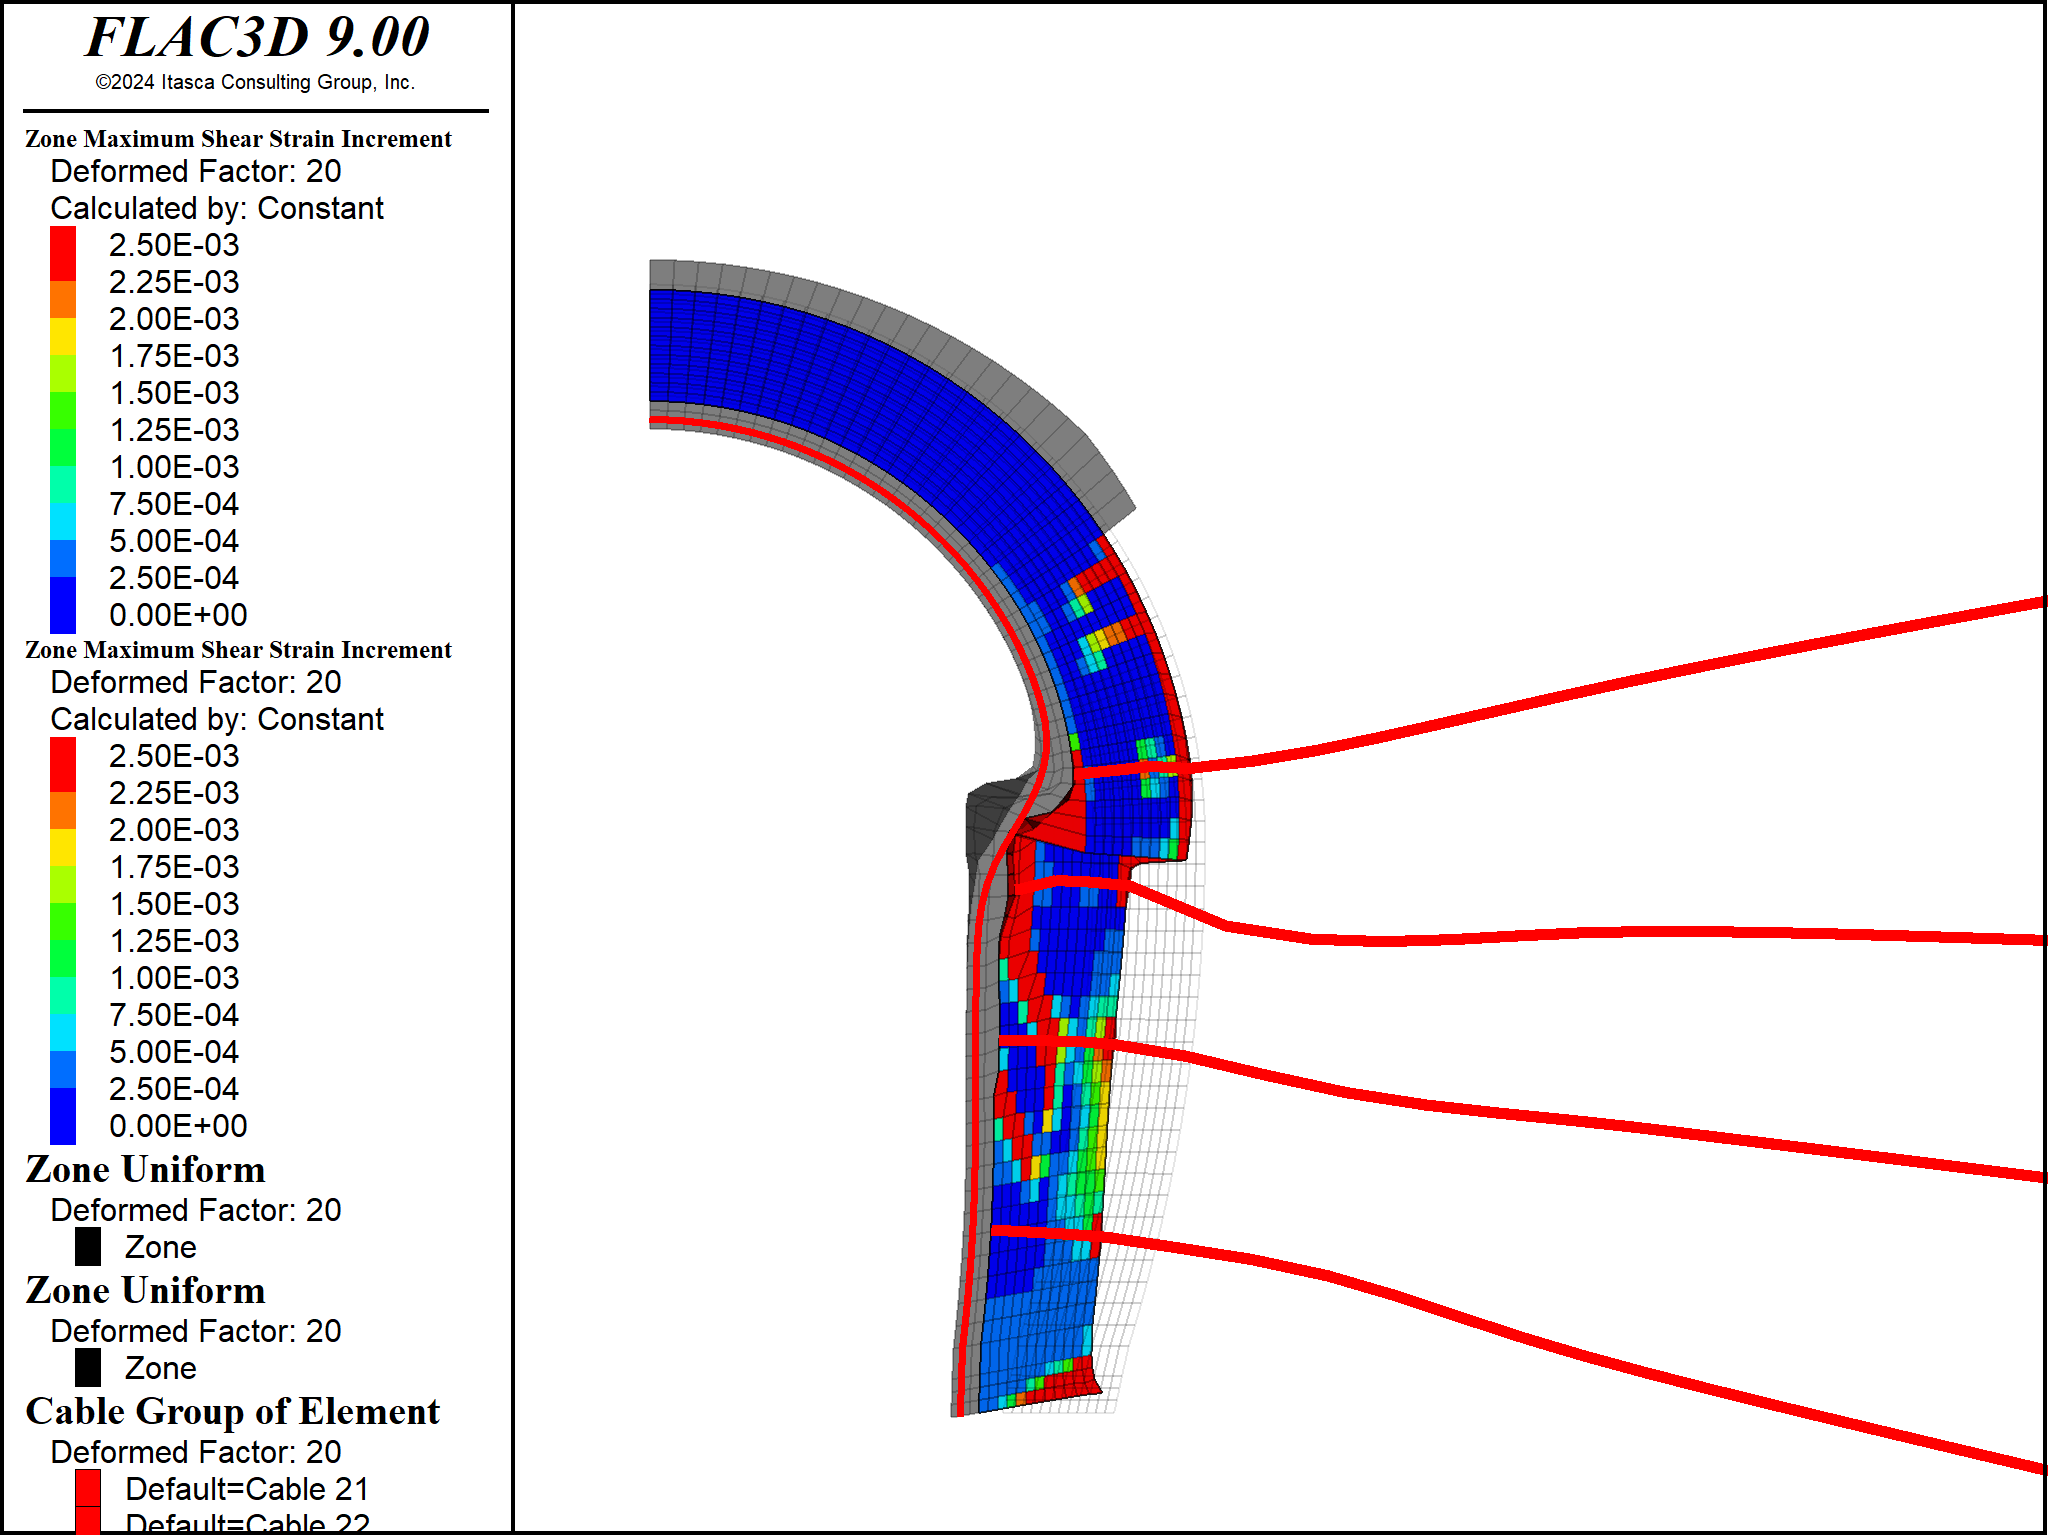 FLAC3D 9.00
©2024 Itasca Consulting Group, Inc.
Zone Maximum Shear Strain Increment
Deformed Factor: 20
Calculated by: Constant
2.50E-03
2.25E-03
2.00E-03
1.75E-03
1.50E-03
1.25E-03
1.00E-03
7.50E-04
5.00E-04
2.50E-04
0.00E+00
Zone Maximum Shear Strain Increment
Deformed Factor: 20
Calculated by: Constant
2.50E-03
2.25E-03
2.00E-03
1.75E-03
1.50E-03
1.25E-03
1.00E-03
7.50E-04
5.00E-04
2.50E-04
0.00E+00
Zone Uniform
Deformed Factor: 20
Zone
Zone Uniform
Deformed Factor: 20
Zone
Cable Group of Element
Deformed Factor: 20
Default=Cable 21
Default=Cable 22